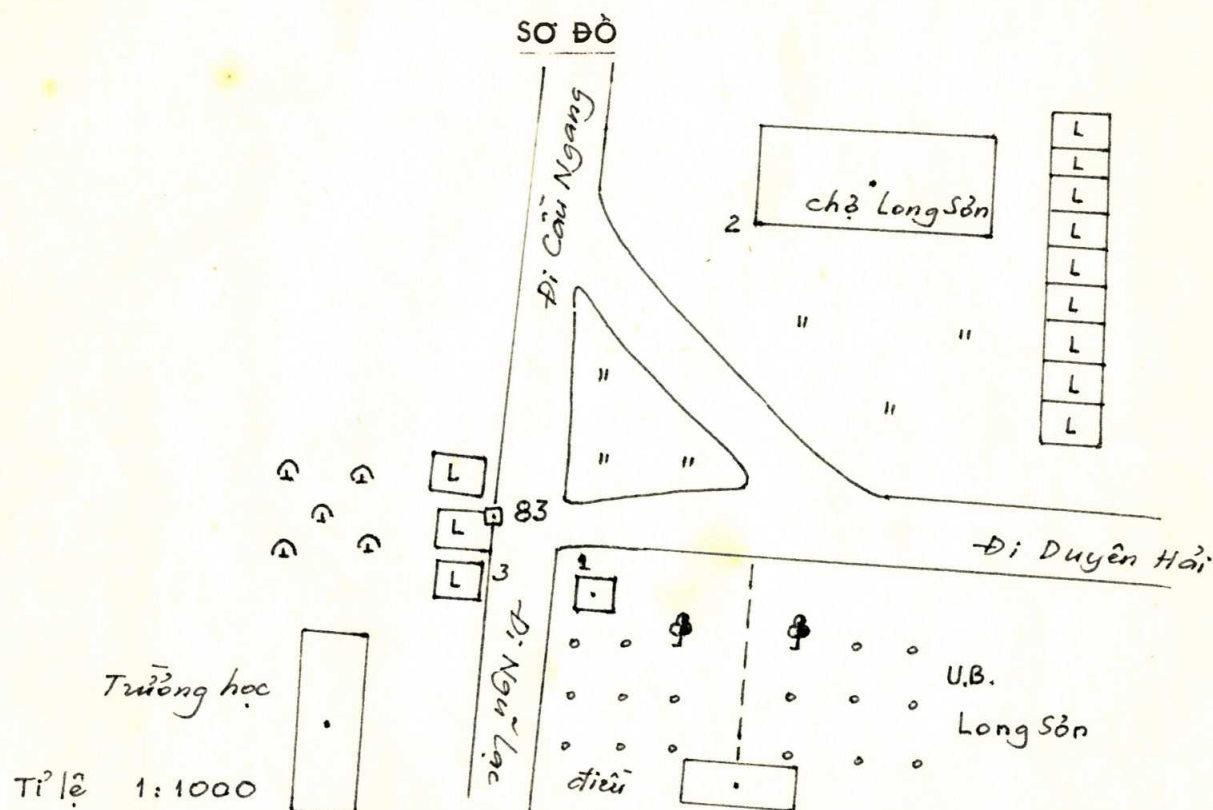 SƠ ĐỒ
Đi Cầu Ngang
chợ Long Sơn
2
L
L
L
L
L
L
L
L
L
L
L
L
83
3
1
Đi Duyên Hải
Đi Ngũ Lạc
Trường học
U.B.
Long Sơn
điều
Tỉ lệ 1:1000